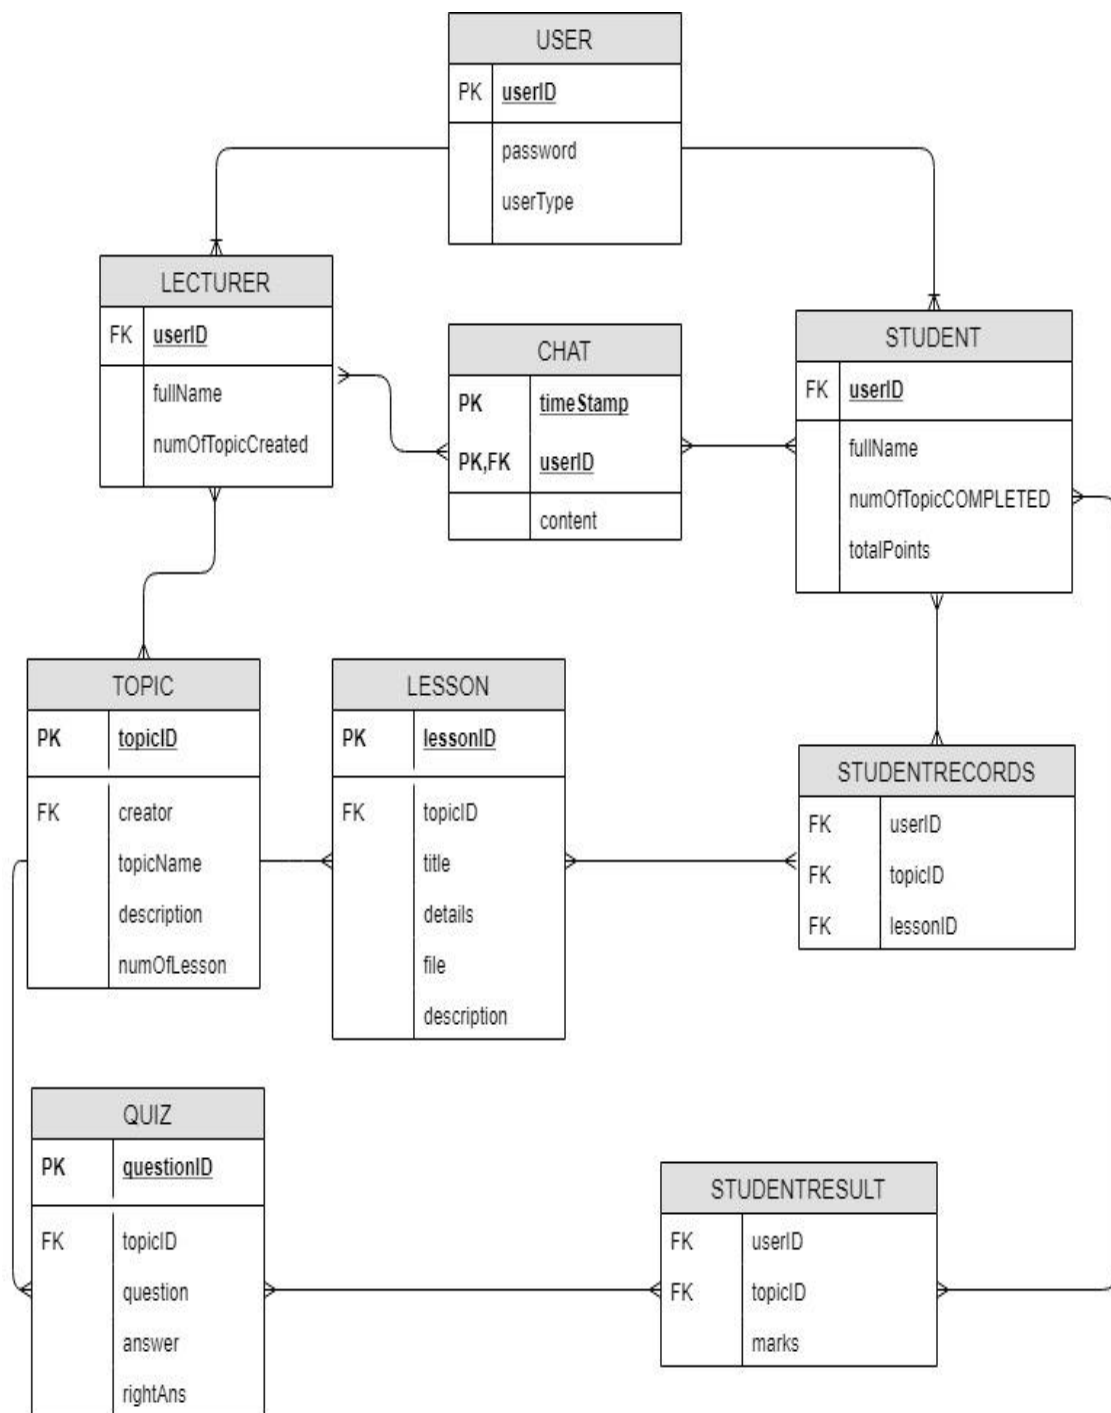 USER
PK userID
password
userType
LECTURER
FK userID
fullName
numOfTopicCreated
CHAT
PK timeStamp
PK,FK userID
content
STUDENT
FK userID
fullName
numOfTopicCOMPLETED
totalPoints
TOPIC
PK topicID
FK creator
topicName
description
numOfLesson
LESSON
PK lessonID
FK topicID
title
details
file
description
STUDENTRECORDS
FK userID
FK topicID
FK lessonID
QUIZ
PK questionID
FK topicID
question
answer
rightAns
STUDENTRESULT
FK userID
FK topicID
marks